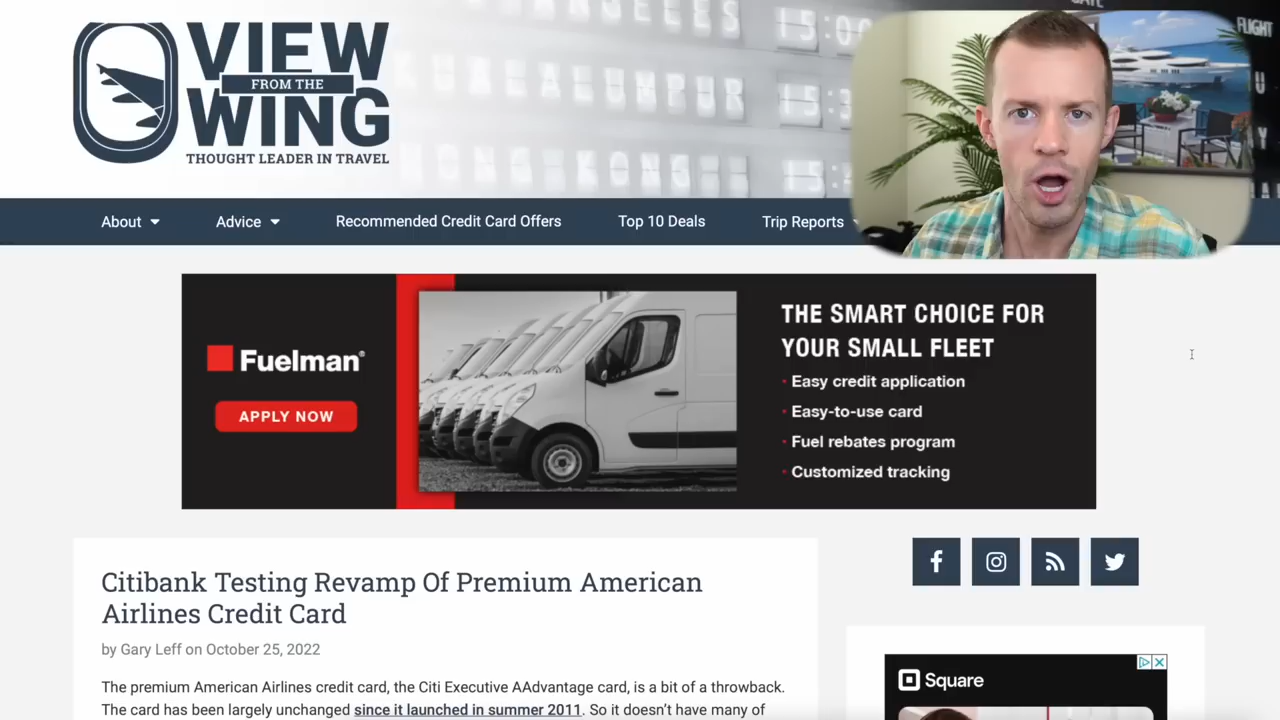 VIEW
FROM THE
WING
THOUGHT LEADER IN TRAVEL
FLIGHT
About
Advice
Recommended Credit Card Offers
Top 10 Deals
Trip Reports
Fuelman®
APPLY NOW
THE SMART CHOICE FOR
YOUR SMALL FLEET
· Easy credit application
· Easy-to-use card
· Fuel rebates program
· Customized tracking
Citibank Testing Revamp Of Premium American
Airlines Credit Card
by Gary Leff on October 25, 2022
The premium American Airlines credit card, the Citi Executive AAdvantage card, is a bit of a throwback.
The card has been largely unchanged since it launched in summer 2011. So it doesn’t have many of
Square